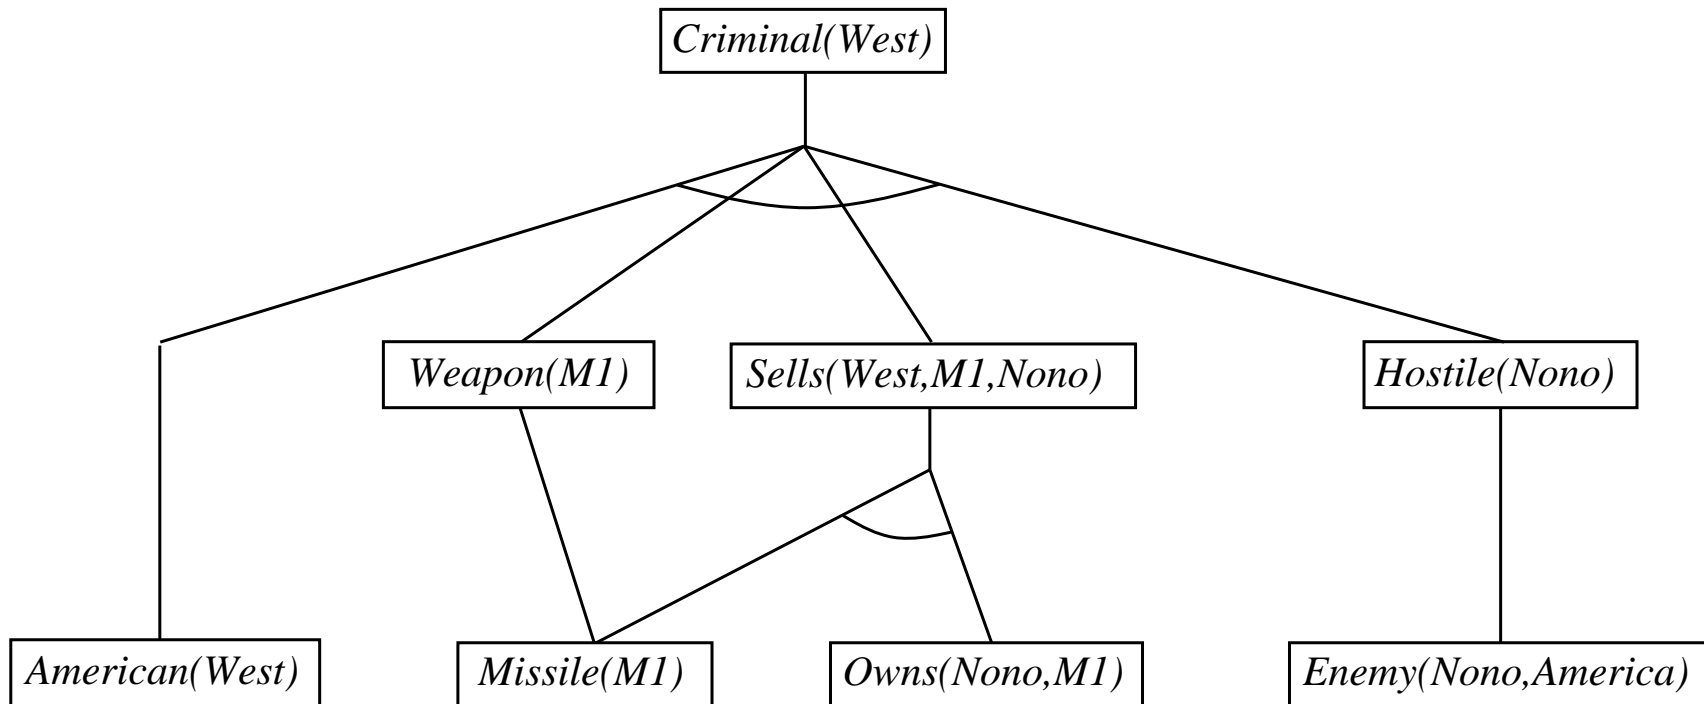 Criminal(West)
Weapon(M1)
Sells(West,M1,Nono)
Hostile(Nono)
American(West)
Missile(M1)
Owns(Nono,M1)
Enemy(Nono,America)